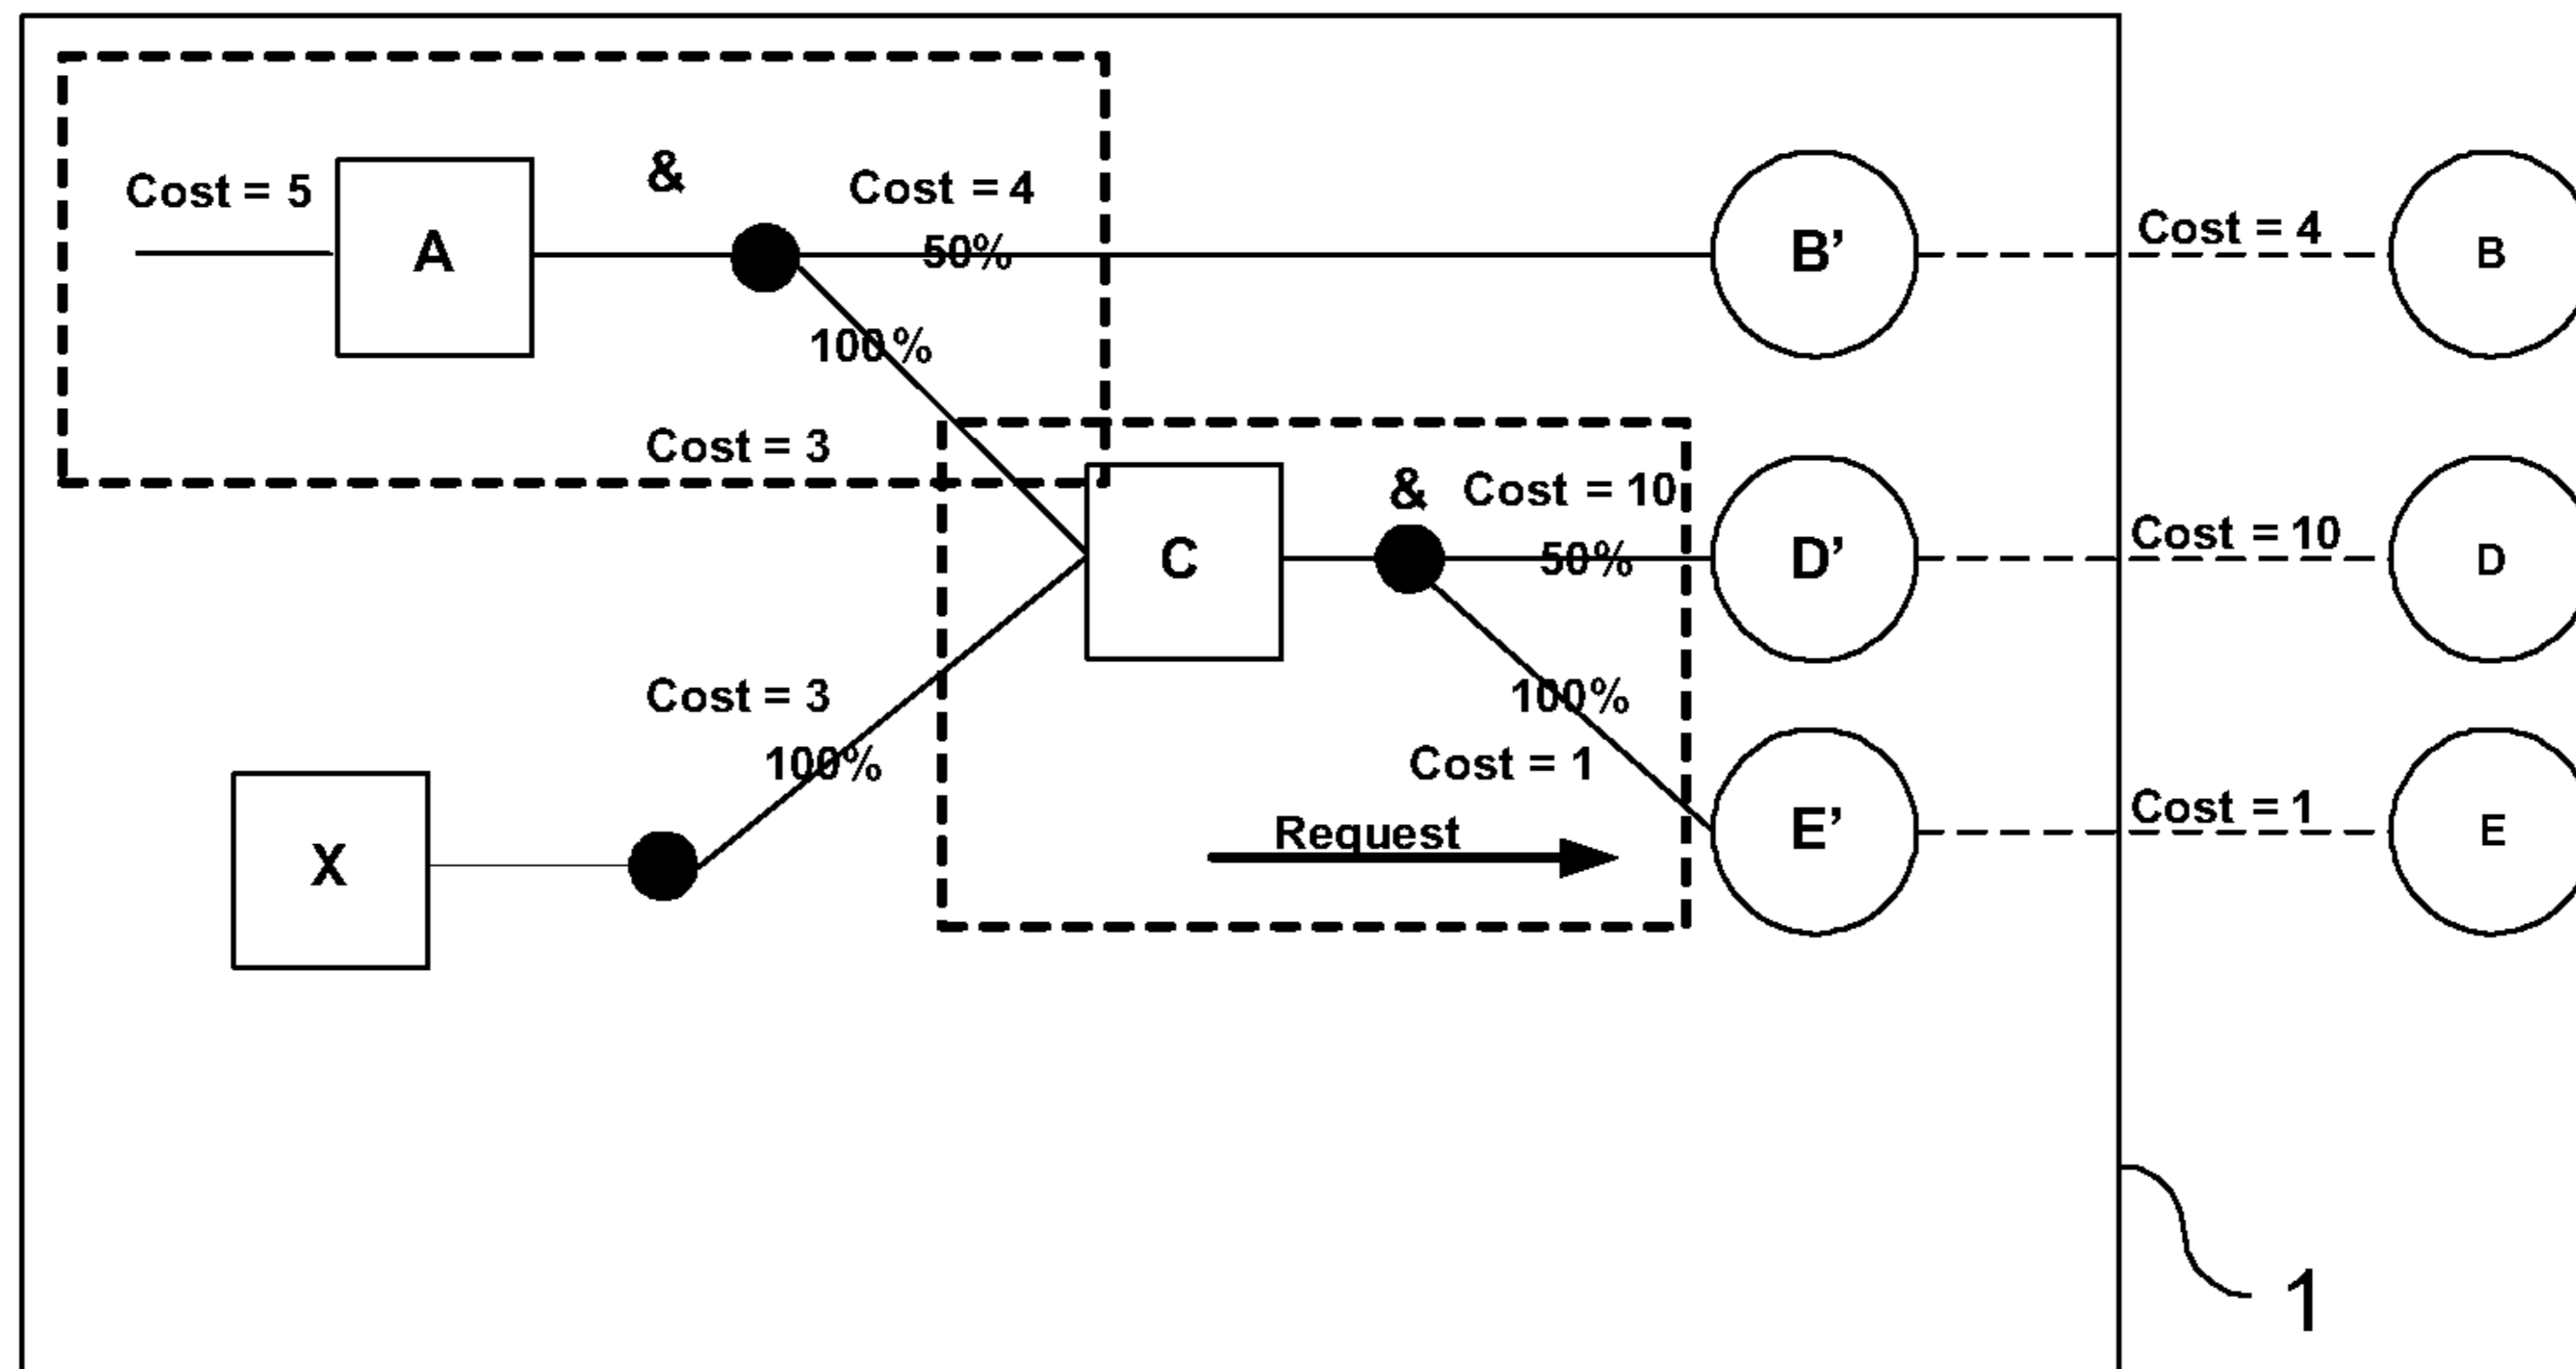 &
Cost = 5
A
Cost = 4
50%
B’
Cost = 4
B
100%
Cost = 3
&
Cost = 10
C
50%
D’
Cost = 10
D
Cost = 3
100%
100%
Cost = 1
X
Request
E’
Cost = 1
E
1